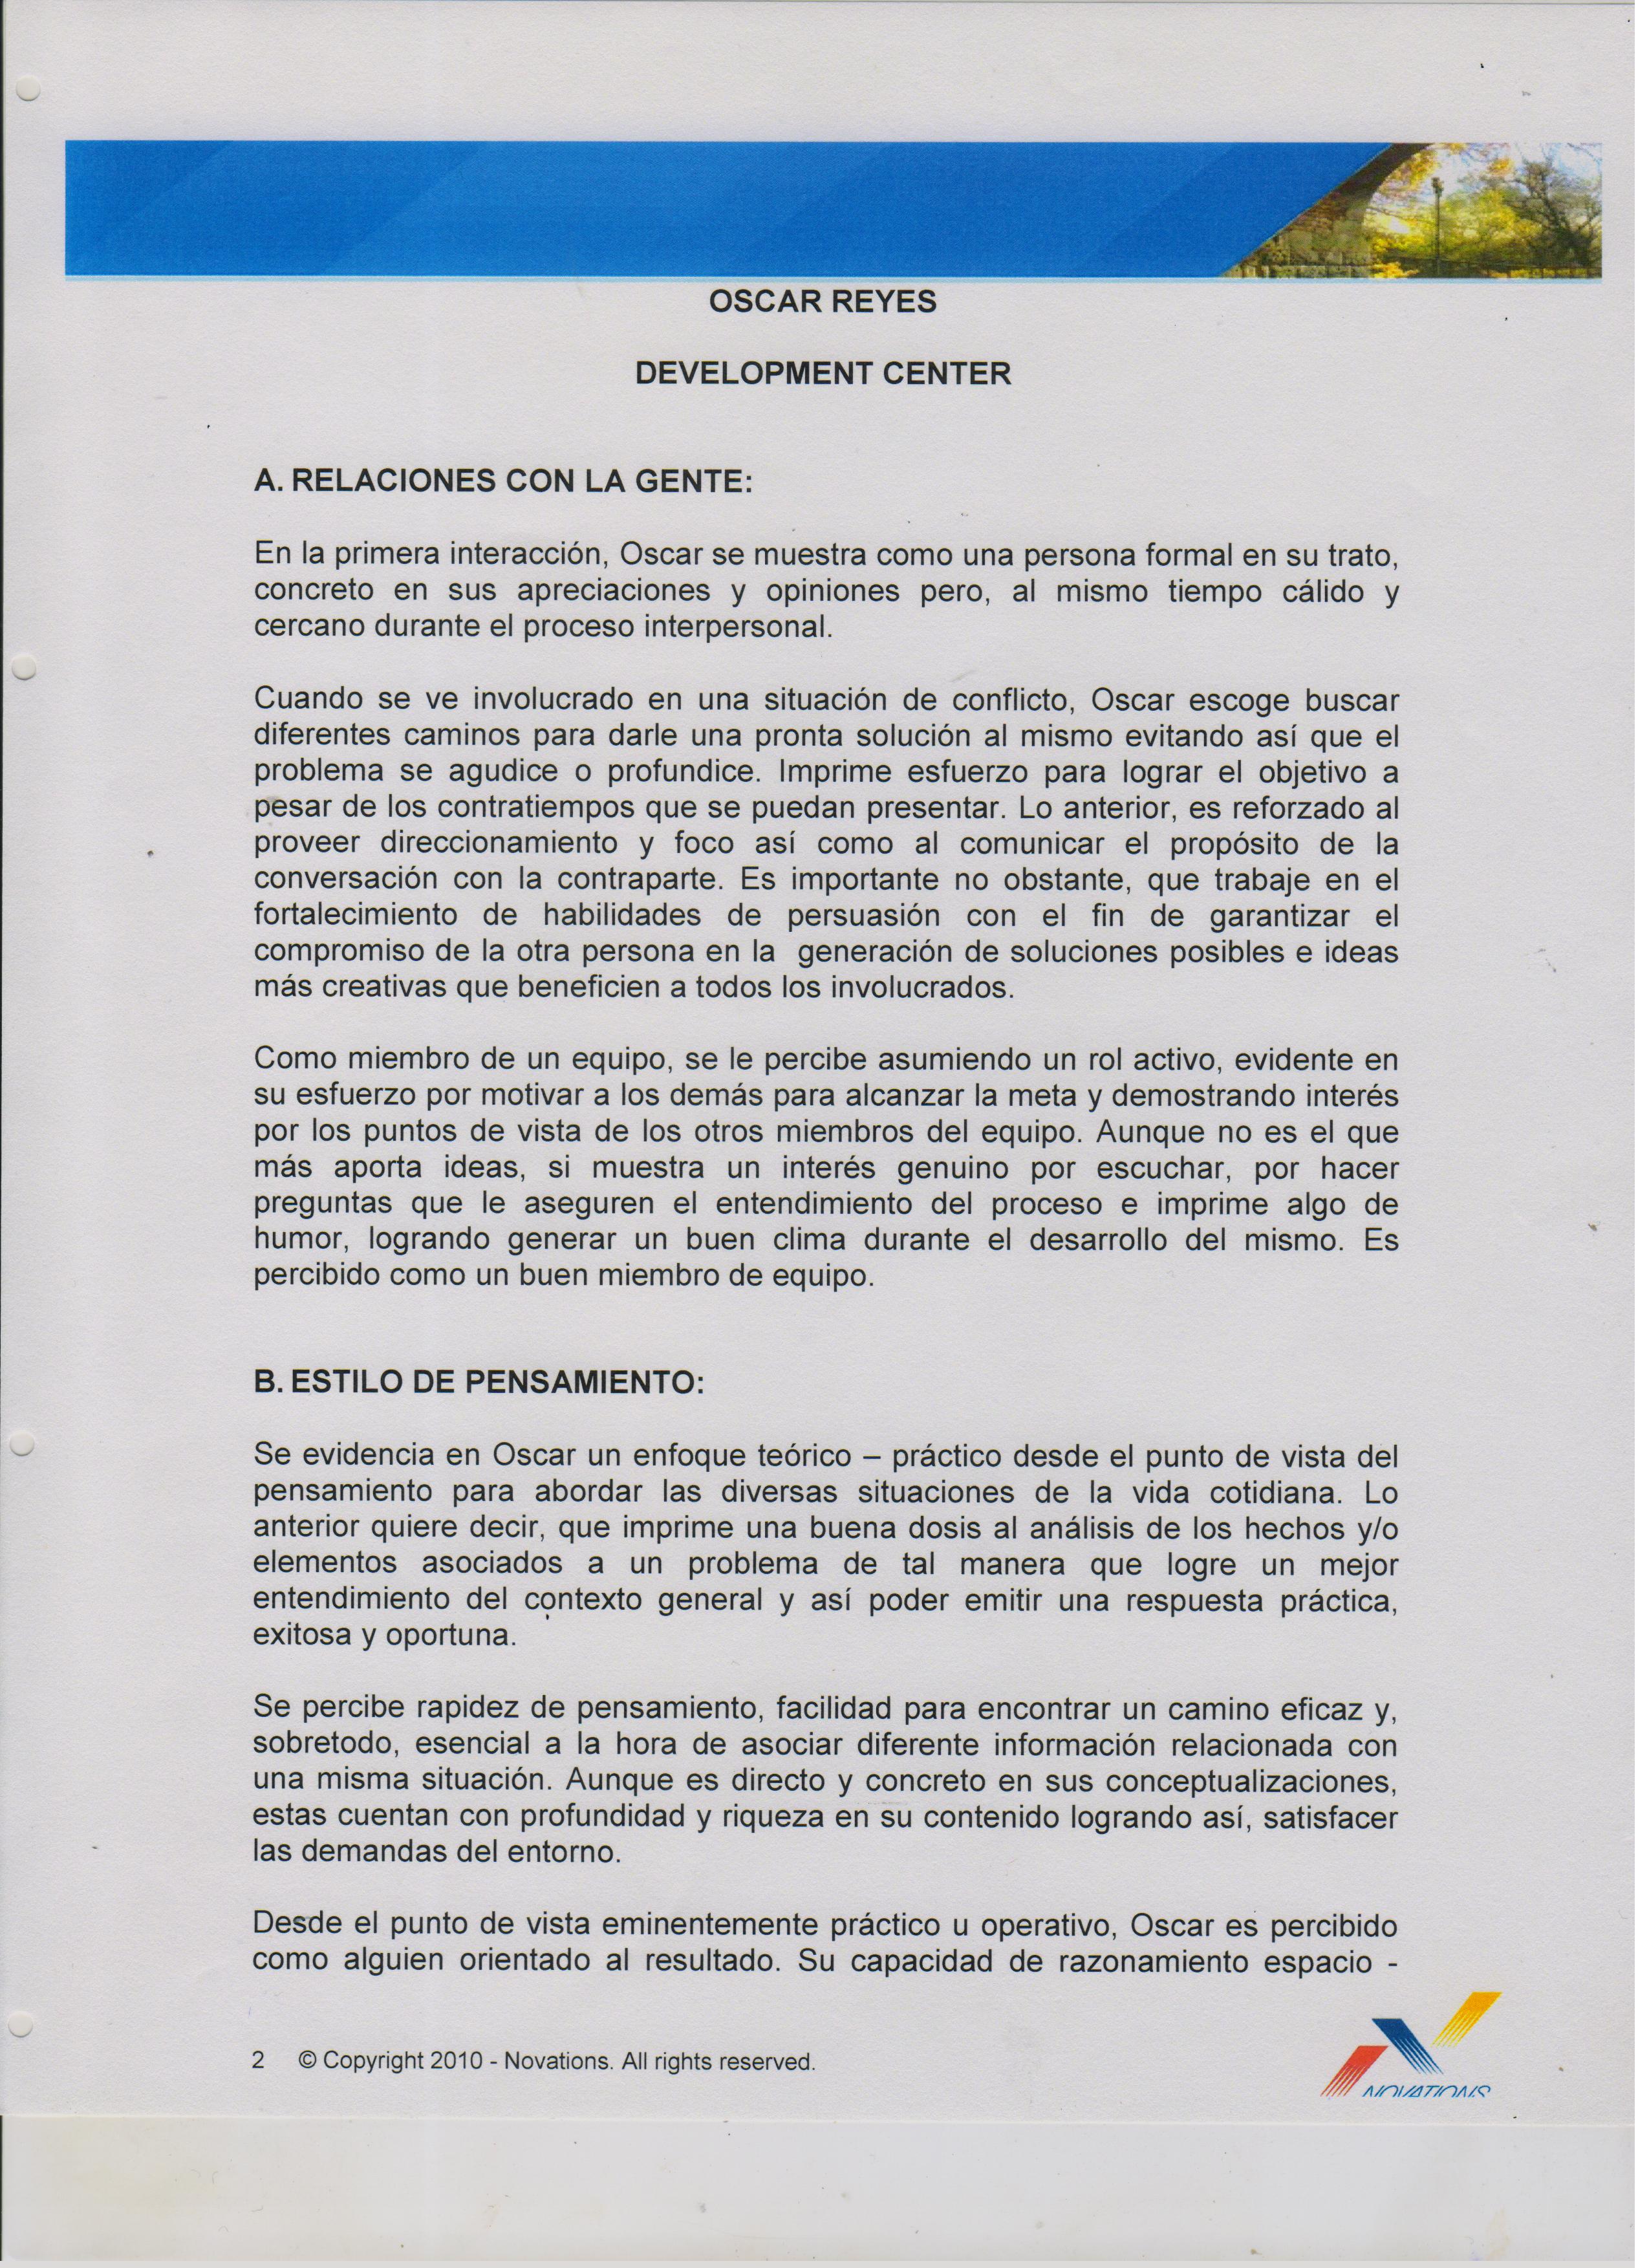 OSCAR REYES
DEVELOPMENT CENTER
A. RELACIONES CON LA GENTE:
En la primera interacción, Oscar se muestra como una persona formal en su trato,
concreto en sus apreciaciones y opiniones pero, al mismo tiempo cálido y
cercano durante el proceso interpersonal.
Cuando se ve involucrado en una situación de conflicto, Oscar escoge buscar
diferentes caminos para darle una pronta solución al mismo evitando así que el
problema se agudice o profundice. Imprime esfuerzo para lograr el objetivo a
pesar de los contratiempos que se puedan presentar. Lo anterior, es reforzado al
proveer direccionamiento y foco así como al comunicar el propósito de la
conversación con la contraparte. Es importante no obstante, que trabaje en el
fortalecimiento de habilidades de persuasión con el fin de garantizar el
compromiso de la otra persona en la generación de soluciones posibles e ideas
más creativas que beneficien a todos los involucrados.
Como miembro de un equipo, se le percibe asumiendo un rol activo, evidente en
su esfuerzo por motivar a los demás para alcanzar la meta y demostrando interés
por los puntos de vista de los otros miembros del equipo. Aunque no es el que
más aporta ideas, si muestra un interés genuino por escuchar, por hacer
preguntas que le aseguren el entendimiento del proceso e imprime algo de
humor, logrando generar un buen clima durante el desarrollo del mismo. Es
percibido como un buen miembro de equipo.
B. ESTILO DE PENSAMIENTO:
Se evidencia en Oscar un enfoque teórico – práctico desde el punto de vista del
pensamiento para abordar las diversas situaciones de la vida cotidiana. Lo
anterior quiere decir, que imprime una buena dosis al análisis de los hechos y/o
elementos asociados a un problema de tal manera que logre un mejor
entendimiento del contexto general y así poder emitir una respuesta práctica,
exitosa y oportuna.
Se percibe rapidez de pensamiento, facilidad para encontrar un camino eficaz y,
sobretodo, esencial a la hora de asociar diferente información relacionada con
una misma situación. Aunque es directo y concreto en sus conceptualizaciones,
estas cuentan con profundidad y riqueza en su contenido logrando así, satisfacer
las demandas del entorno.
Desde el punto de vista eminentemente práctico u operativo, Oscar es percibido
como alguien orientado al resultado. Su capacidad de razonamiento espacio -
2 © Copyright 2010 - Novations. All rights reserved.
NOVATIONS